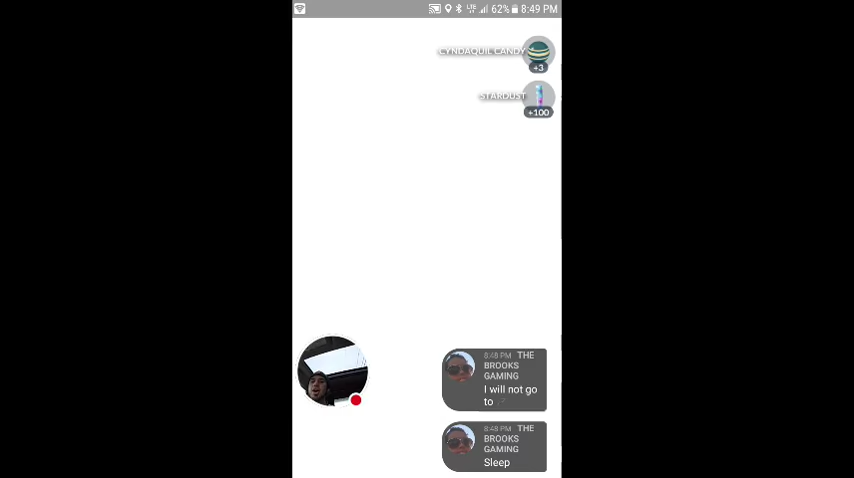 62% 8:49 PM
CYNDAQUIL CANDY
+3
STARDUST
+100
8:48 PM THE
BROOKS
GAMING
I will not go
to
8:48 PM THE
BROOKS
GAMING
Sleep